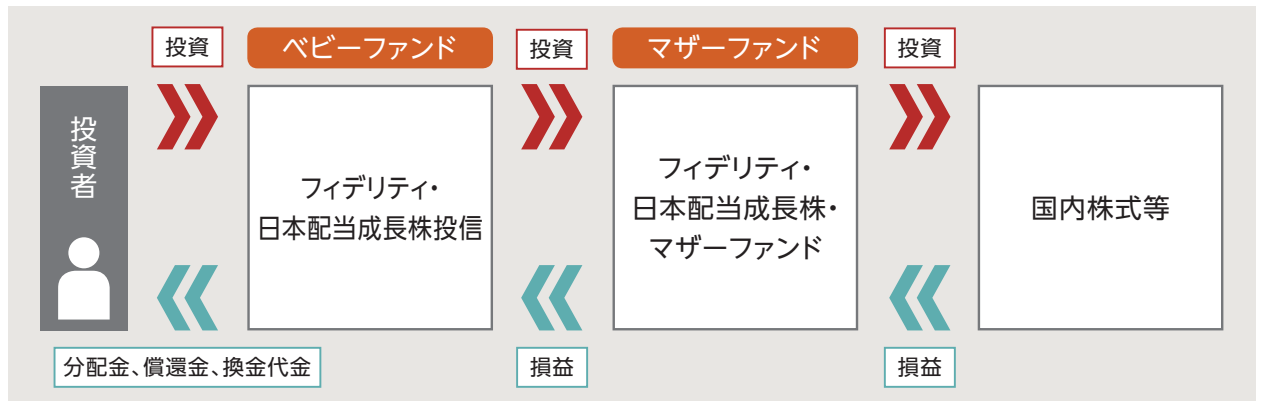 投資
ベビーファンド
投資
マザーファンド
投資
投資者
フィデリティ・
日本配当成長株投信
フィデリティ・
日本配当成長株・
マザーファンド
国内株式等
分配金、償還金、換金代金
損益
損益